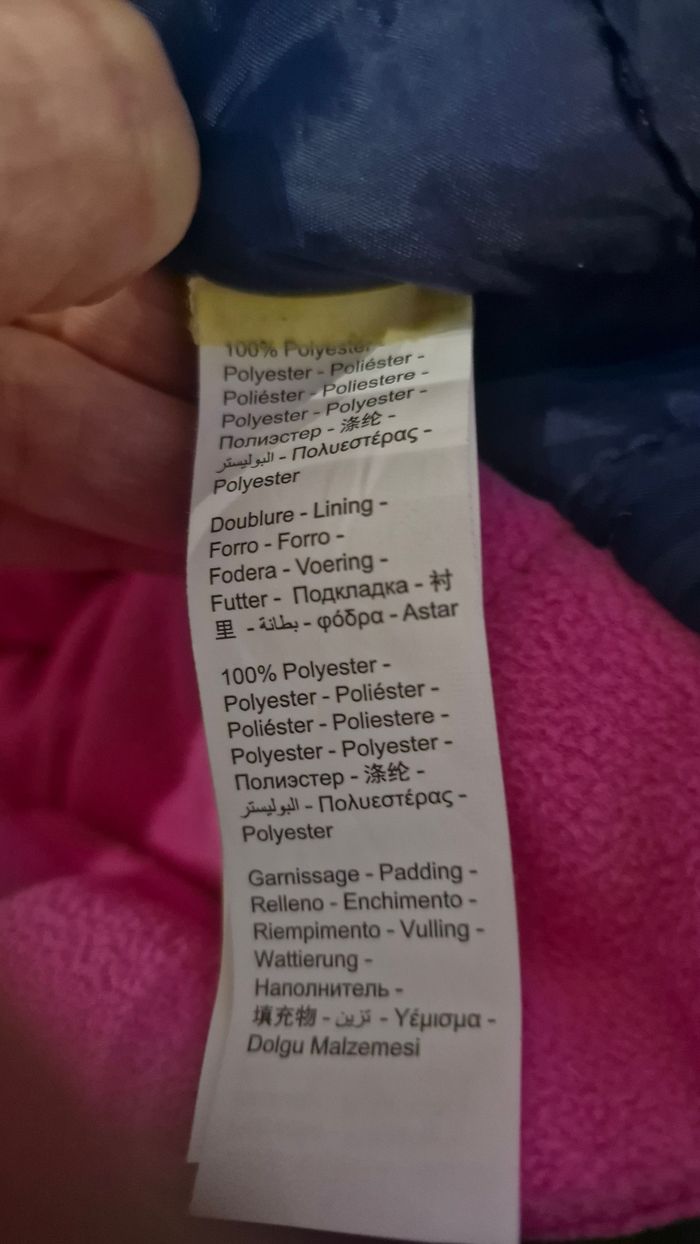 100% Polyester -
Polyester - Poliéster -
Poliéster - Poliestere -
Polyester - Polyester -
Полиэстер - 涤纶 -
البوليستر - Πολυεστέρας -
Polyester
Doublure - Lining -
Forro - Forro -
Fodera - Voering -
Futter - Подкладка - 衬
里 - بطانة - φόδρα - Astar
100% Polyester -
Polyester - Poliéster -
Poliéster - Poliestere -
Polyester - Polyester -
Полиэстер - 涤纶 -
البوليستر - Πολυεστέρας -
Polyester
Garnissage - Padding -
Relleno - Enchimento -
Riempimento - Vulling -
Wattierung -
Наполнитель -
填充物 - تزين - Υέμισμα -
Dolgu Malzemesi